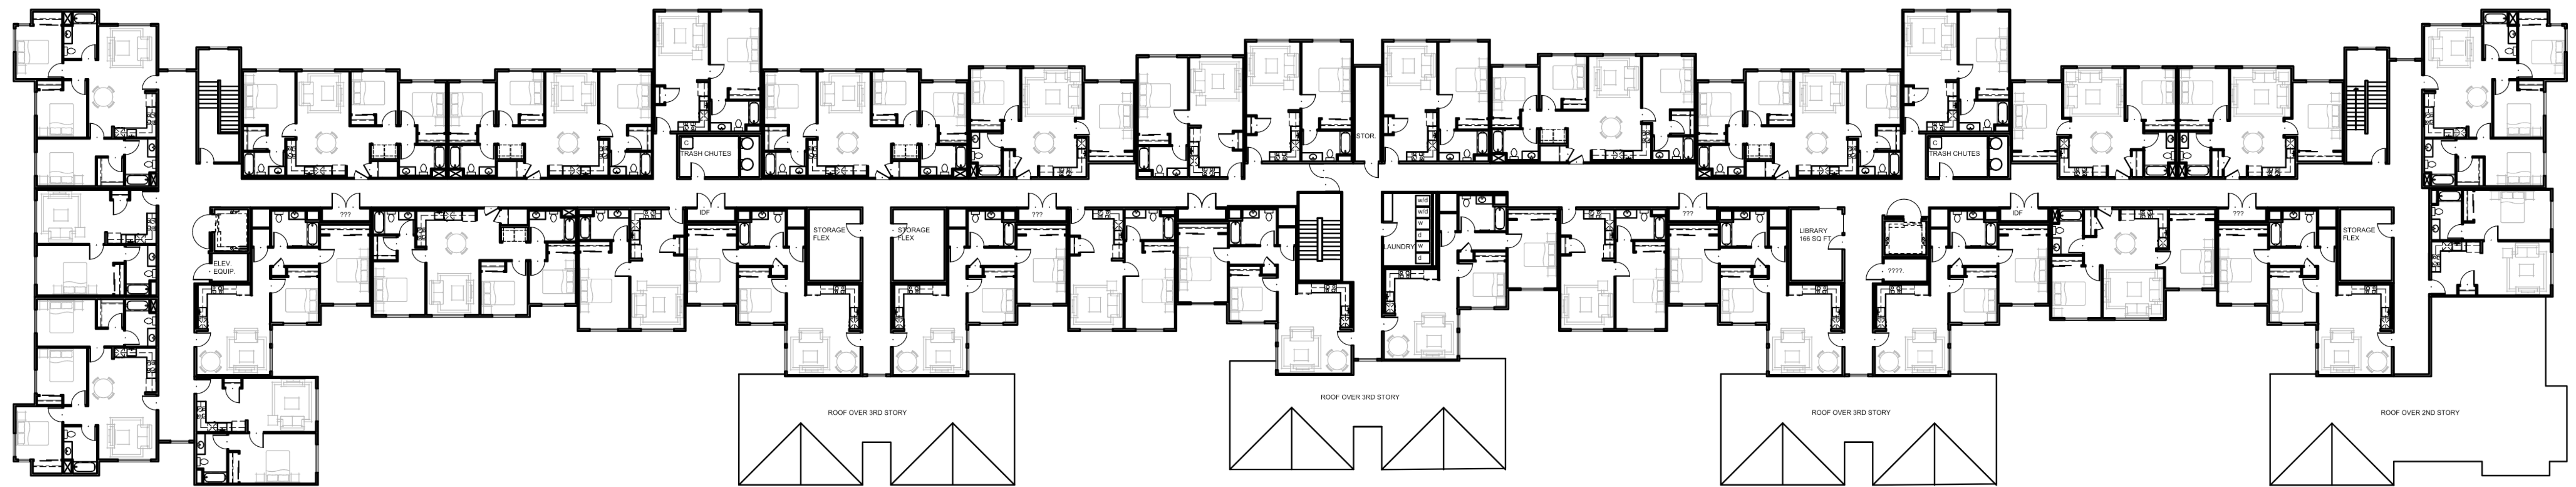 C
TRASH CHUTES
STOR.
C
TRASH CHUTES
???
IDF
???
???
IDF
???
ELEV.
EQUIP.
STORAGE
FLEX
STORAGE
FLEX
LAUNDRY
w/d
w/d
w
d
w
d
LIBRARY
166 SQ FT
????.
STORAGE
FLEX
ROOF OVER 3RD STORY
ROOF OVER 3RD STORY
ROOF OVER 3RD STORY
ROOF OVER 2ND STORY